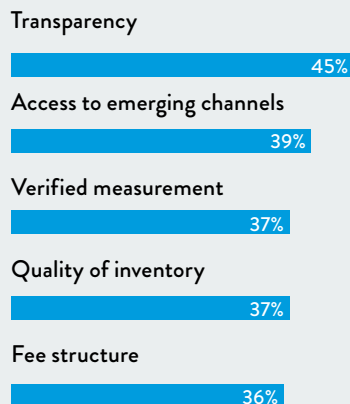 Transparency
45%
Access to emerging channels
39%
Verified measurement
37%
Quality of inventory
37%
Fee structure
36%